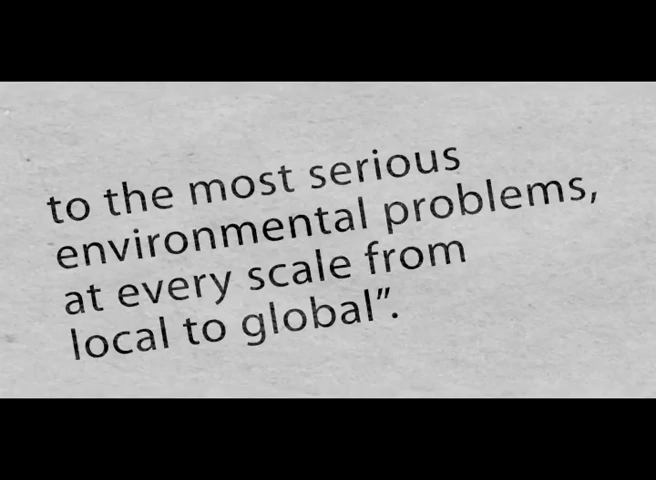 to the most serious
environmental problems,
at every scale from
local to global”.